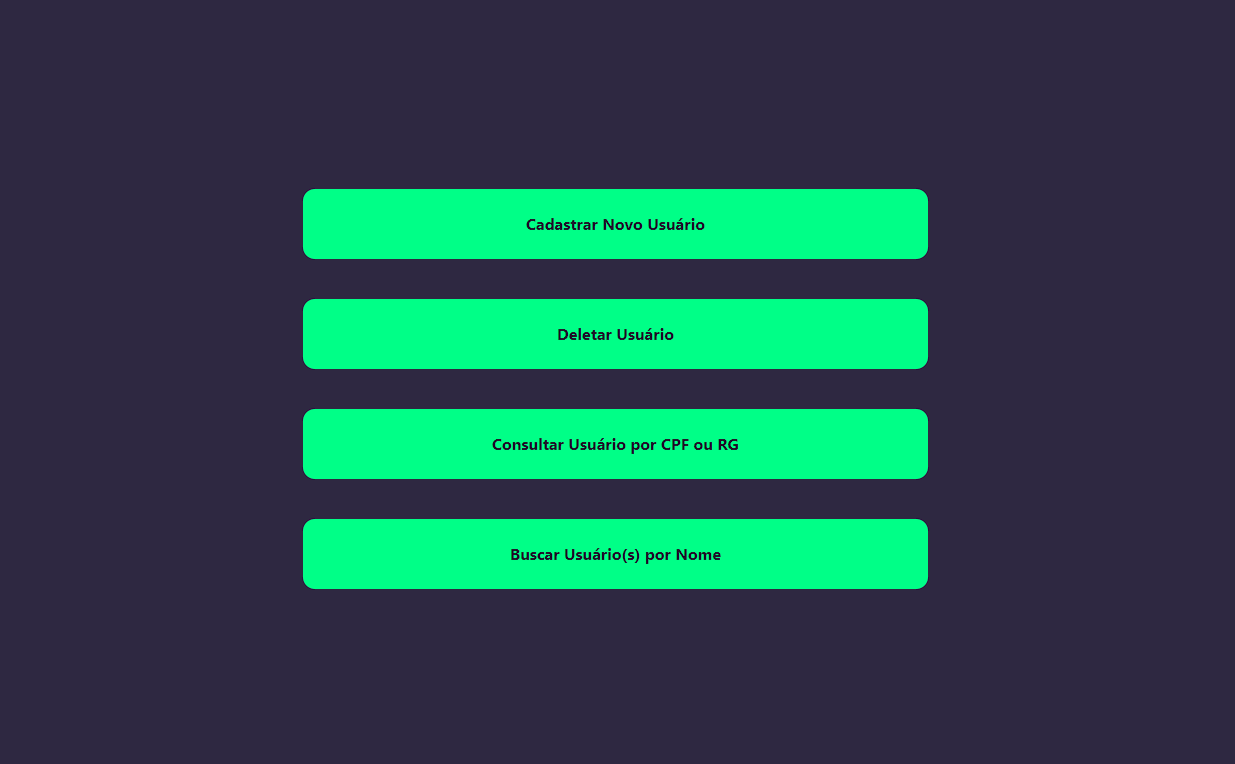 Cadastrar Novo Usuário
Deletar Usuário
Consultar Usuário por CPF ou RG
Buscar Usuário(s) por Nome